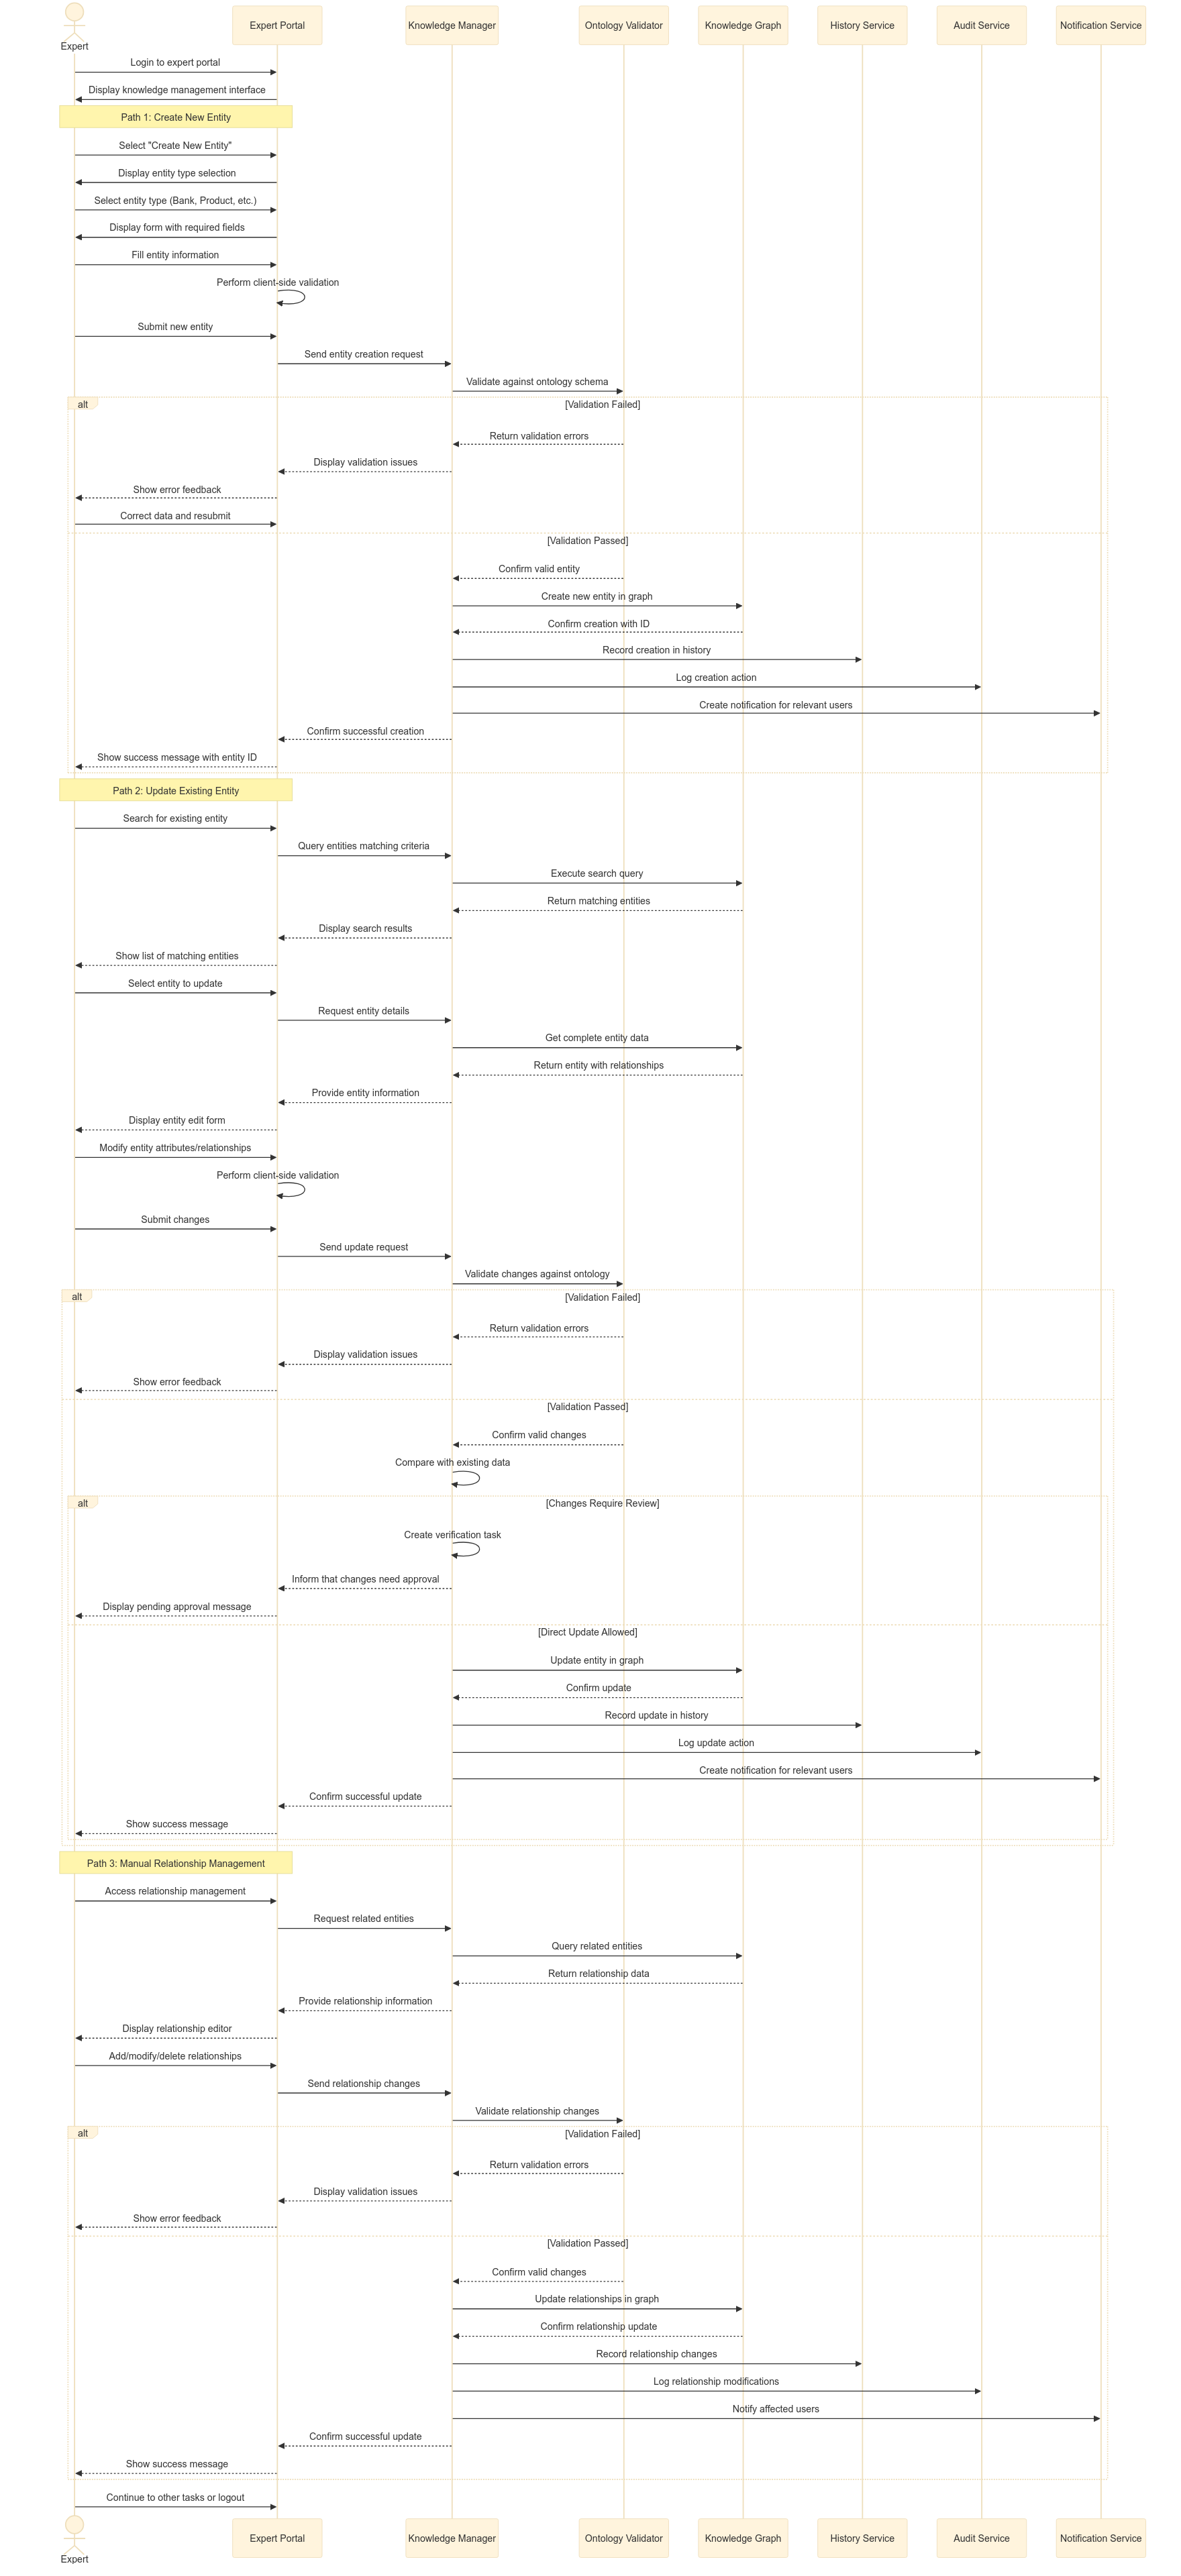 Expert
Expert Portal
Knowledge Manager
Ontology Validator
Knowledge Graph
History Service
Audit Service
Notification Service
Login to expert portal
Display knowledge management interface
Path 1: Create New Entity
Select "Create New Entity"
Display entity type selection
Select entity type (Bank, Product, etc.)
Display form with required fields
Fill entity information
Perform client-side validation
Submit new entity
Send entity creation request
Validate against ontology schema
alt
[Validation Failed]
Return validation errors
Display validation issues
Show error feedback
Correct data and resubmit
[Validation Passed]
Confirm valid entity
Create new entity in graph
Confirm creation with ID
Record creation in history
Log creation action
Create notification for relevant users
Confirm successful creation
Show success message with entity ID
Path 2: Update Existing Entity
Search for existing entity
Query entities matching criteria
Execute search query
Return matching entities
Display search results
Show list of matching entities
Select entity to update
Request entity details
Get complete entity data
Return entity with relationships
Provide entity information
Display entity edit form
Modify entity attributes/relationships
Perform client-side validation
Submit changes
Send update request
Validate changes against ontology
alt
[Validation Failed]
Return validation errors
Display validation issues
Show error feedback
[Validation Passed]
Confirm valid changes
Compare with existing data
alt
[Changes Require Review]
Create verification task
Inform that changes need approval
Display pending approval message
[Direct Update Allowed]
Update entity in graph
Confirm update
Record update in history
Log update action
Create notification for relevant users
Confirm successful update
Show success message
Path 3: Manual Relationship Management
Access relationship management
Request related entities
Query related entities
Return relationship data
Provide relationship information
Display relationship editor
Add/modify/delete relationships
Send relationship changes
Validate relationship changes
alt
[Validation Failed]
Return validation errors
Display validation issues
Show error feedback
[Validation Passed]
Confirm valid changes
Update relationships in graph
Confirm relationship update
Record relationship changes
Log relationship modifications
Notify affected users
Confirm successful update
Show success message
Continue to other tasks or logout
Expert
Expert Portal
Knowledge Manager
Ontology Validator
Knowledge Graph
History Service
Audit Service
Notification Service